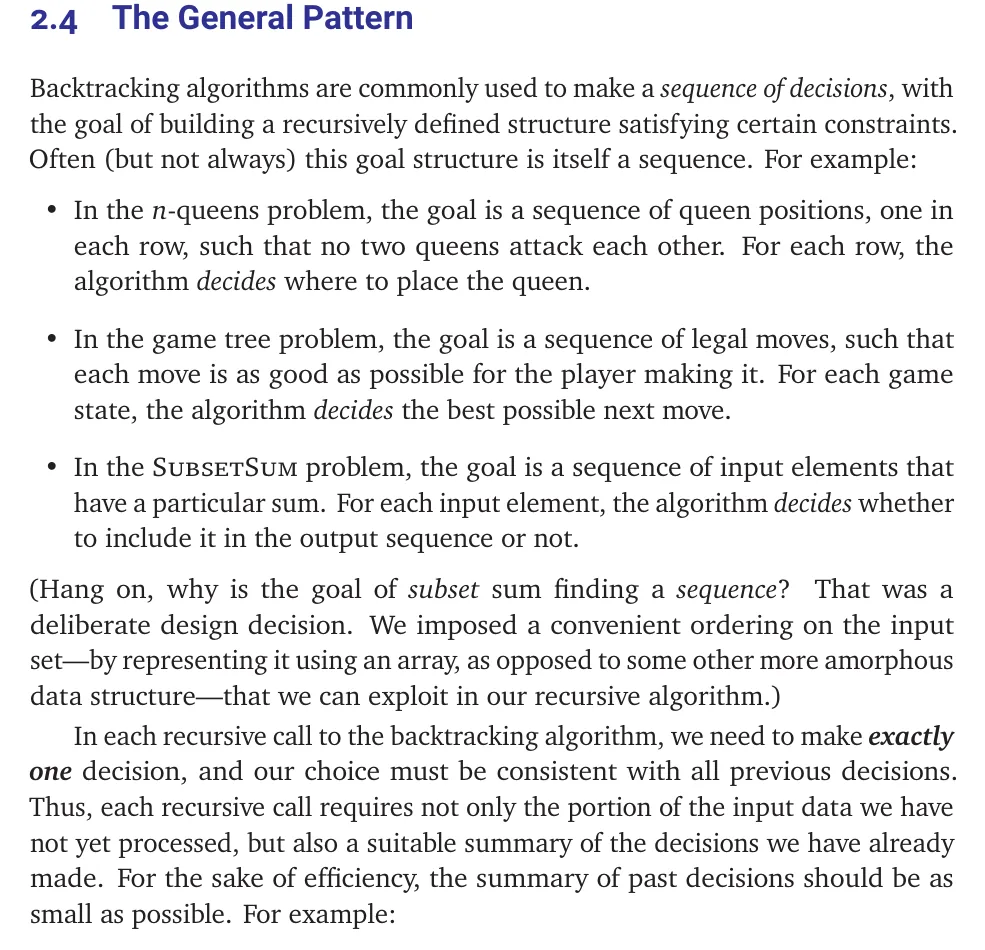 2.4 The General Pattern
Backtracking algorithms are commonly used to make a sequence of decisions, with
the goal of building a recursively defined structure satisfying certain constraints.
Often (but not always) this goal structure is itself a sequence. For example:
• In the n-queens problem, the goal is a sequence of queen positions, one in
each row, such that no two queens attack each other. For each row, the
algorithm decides where to place the queen.
• In the game tree problem, the goal is a sequence of legal moves, such that
each move is as good as possible for the player making it. For each game
state, the algorithm decides the best possible next move.
• In the SubsetSum problem, the goal is a sequence of input elements that
have a particular sum. For each input element, the algorithm decides whether
to include it in the output sequence or not.
(Hang on, why is the goal of subset sum finding a sequence? That was a
deliberate design decision. We imposed a convenient ordering on the input
set—by representing it using an array, as opposed to some other more amorphous
data structure—that we can exploit in our recursive algorithm.)
In each recursive call to the backtracking algorithm, we need to make exactly
one decision, and our choice must be consistent with all previous decisions.
Thus, each recursive call requires not only the portion of the input data we have
not yet processed, but also a suitable summary of the decisions we have already
made. For the sake of efficiency, the summary of past decisions should be as
small as possible. For example: